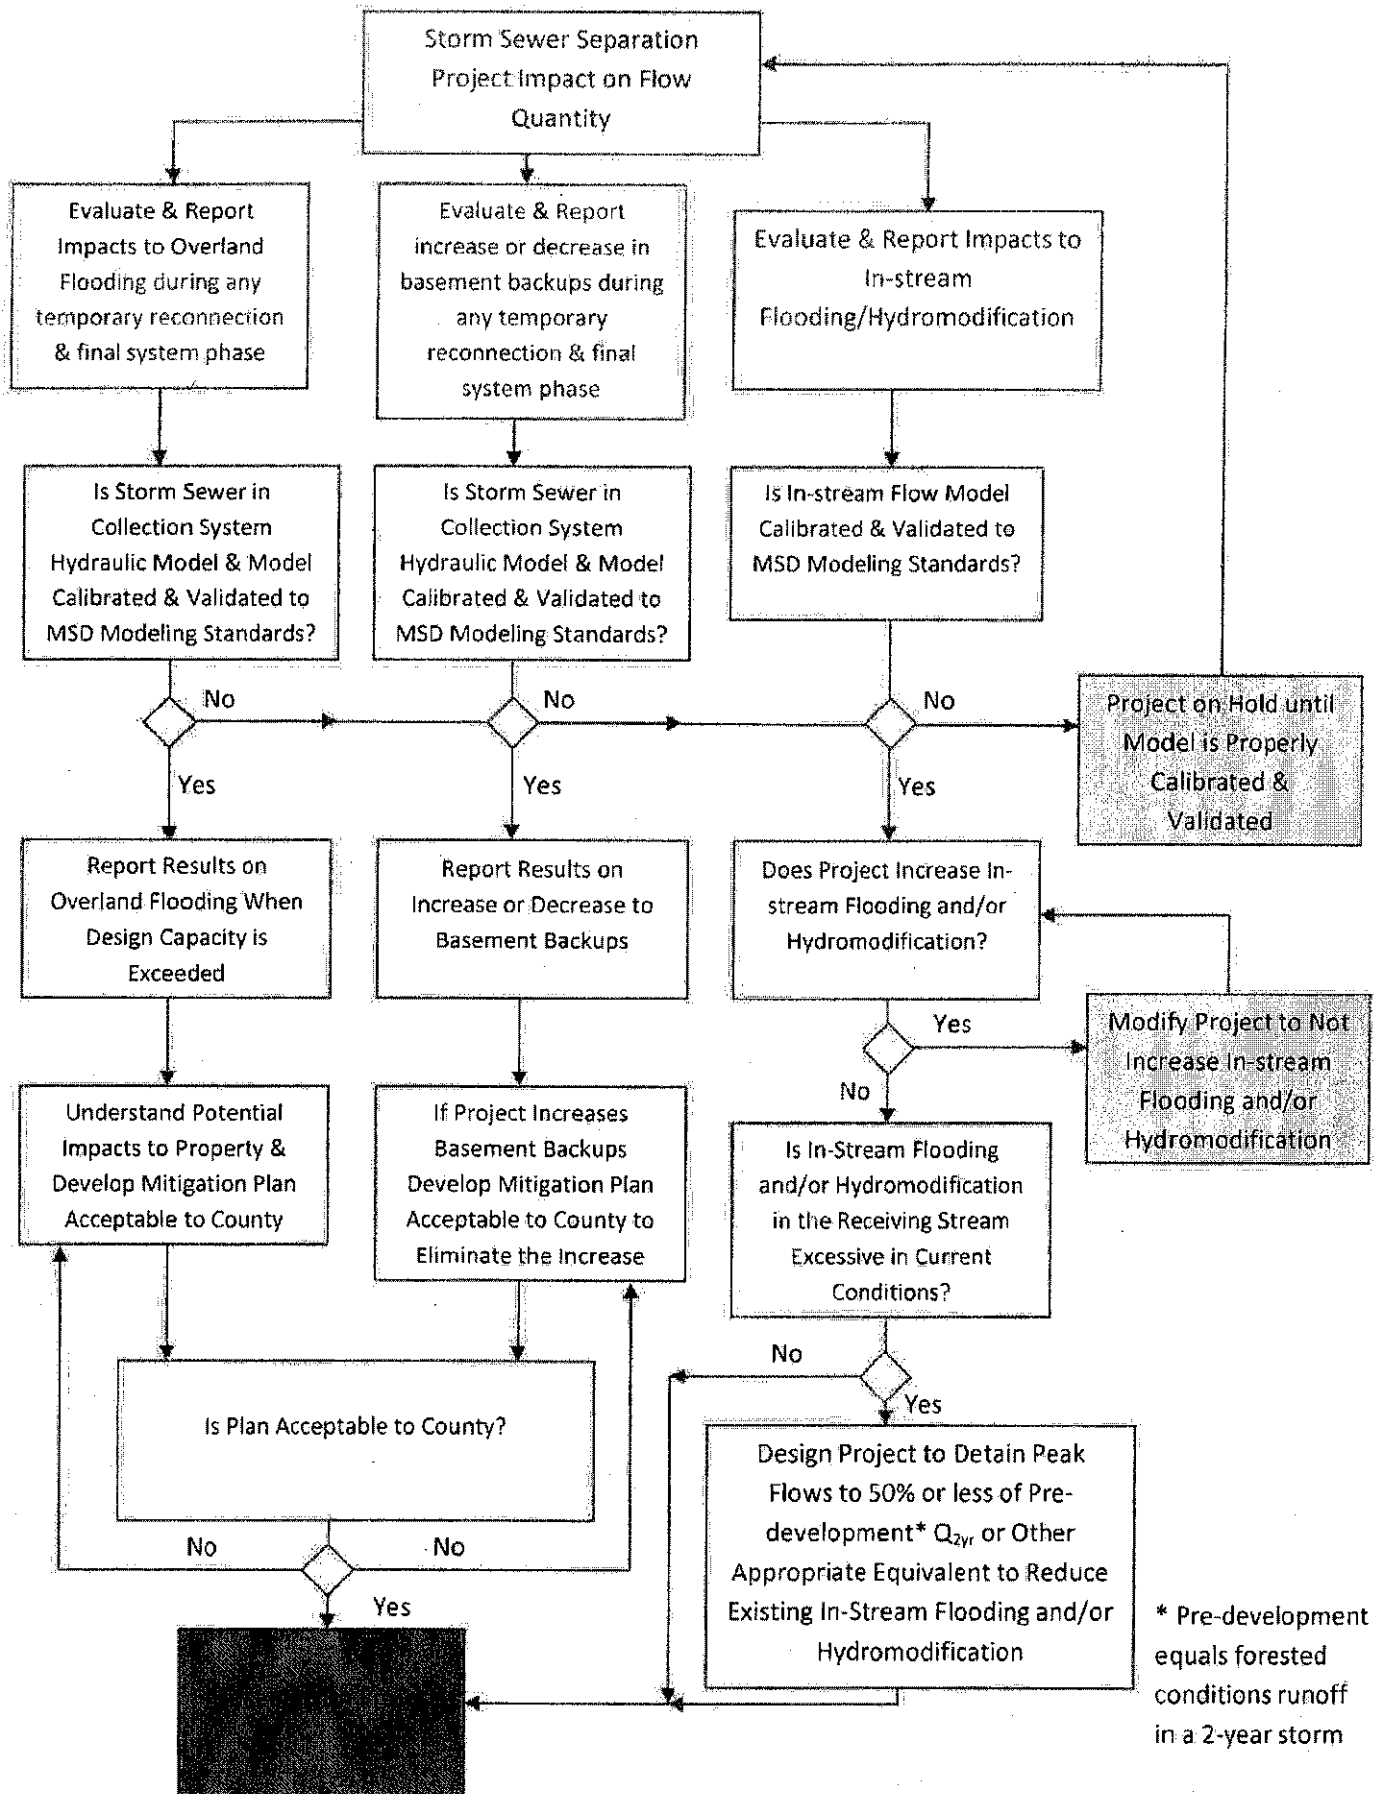 Storm Sewer Separation
Project Impact on Flow
Quantity
Evaluate & Report
Impacts to Overland
Flooding during any
temporary reconnection
& final system phase
Evaluate & Report
increase or decrease in
basement backups during
any temporary
reconnection & final
system phase
Evaluate & Report Impacts to
In-stream
Flooding/Hydromodification
Is Storm Sewer in
Collection System
Hydraulic Model & Model
Calibrated & Validated to
MSD Modeling Standards?
Is Storm Sewer in
Collection System
Hydraulic Model & Model
Calibrated & Validated to
MSD Modeling Standards?
Is In-stream Flow Model
Calibrated & Validated to
MSD Modeling Standards?
No
No
No
Project on Hold until
Model is Properly
Calibrated &
Validated
Yes
Yes
Yes
Report Results on
Overland Flooding When
Design Capacity is
Exceeded
Report Results on
Increase or Decrease to
Basement Backups
Does Project Increase In-
stream Flooding and/or
Hydromodification?
Yes
Modify Project to Not
Increase In-stream
Flooding and/or
Hydromodification
No
Understand Potential
Impacts to Property &
Develop Mitigation Plan
Acceptable to County
If Project Increases
Basement Backups
Develop Mitigation Plan
Acceptable to County to
Eliminate the Increase
Is In-Stream Flooding
and/or Hydromodification
in the Receiving Stream
Excessive in Current
Conditions?
No
Yes
Is Plan Acceptable to County?
No
No
Yes
Design Project to Detain Peak
Flows to 50% or less of Pre-
development* Q2yr or Other
Appropriate Equivalent to Reduce
Existing In-Stream Flooding and/or
Hydromodification
* Pre-development
equals forested
conditions runoff
in a 2-year storm